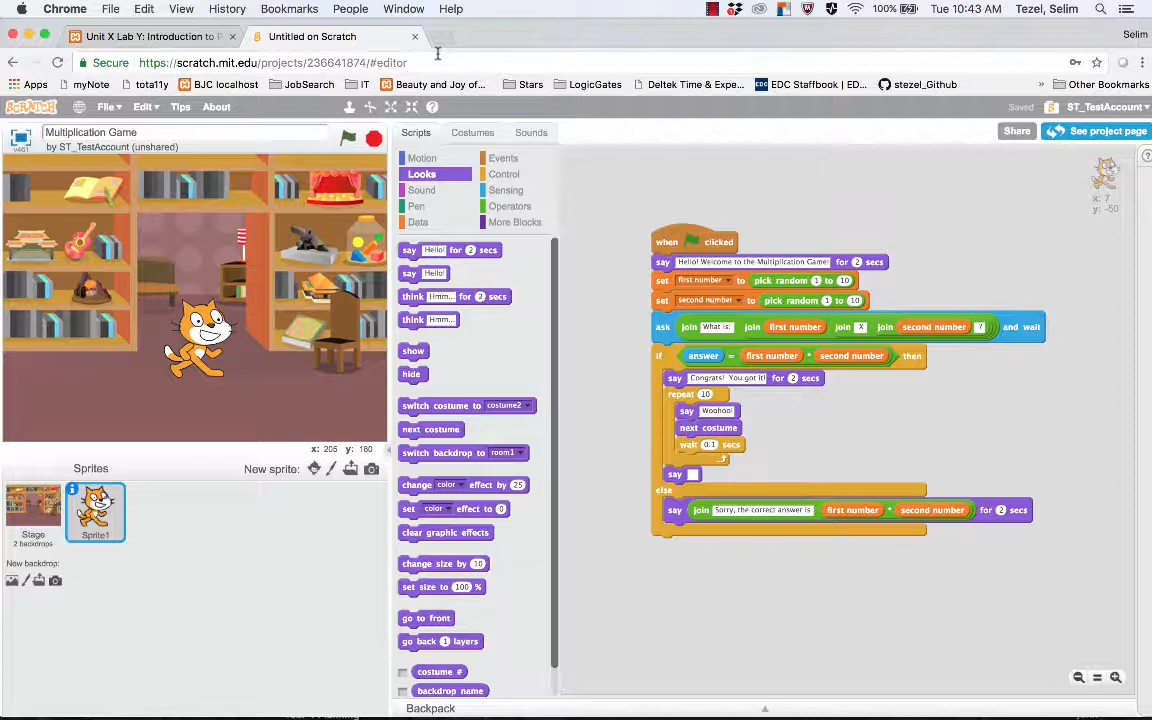 Chrome File Edit View History Bookmarks People Window Help 100% Tue 10:43 AM Tezel, Selim
Unit X Lab Y: Introduction to P Untitled on Scratch Selim
Secure https://scratch.mit.edu/projects/236641874/#editor
Apps myNote tota11y BJC localhost JobSearch IT Beauty and Joy of... Stars LogicGates Deltek Time & Expe... EDC EDC Staffbook | E... stezel_Github » Other Bookmarks
SCRATCH File Edit Tips About Saved ST_TestAccount
Multiplication Game
by ST_TestAccount (unshared)
v461
Scripts Costumes Sounds
Share See project page
Motion Events
Looks Control
Sound Sensing
Pen Operators
Data More Blocks
say Hello! for 2 secs
say Hello!
think Hmm... for 2 secs
think Hmm...
show
hide
switch costume to costume2
next costume
switch backdrop to room1
change color effect by 25
set color effect to 0
clear graphic effects
change size by 10
set size to 100 %
go to front
go back 1 layers
costume #
backdrop name
x: 7
y: -50
when clicked
say Hello! Welcome to the Multiplication Game! for 2 secs
set first number to pick random 1 to 10
set second number to pick random 1 to 10
ask join What is: join first number join X join second number ? and wait
if answer = first number * second number then
say Congrats! You got it! for 2 secs
repeat 10
say Woohoo!
next costume
wait 0.1 secs
say
else
say join Sorry, the correct answer is first number * second number for 2 secs
x: 205 y: 180
Sprites New sprite:
Stage
2 backdrops
Sprite1
New backdrop:
Backpack